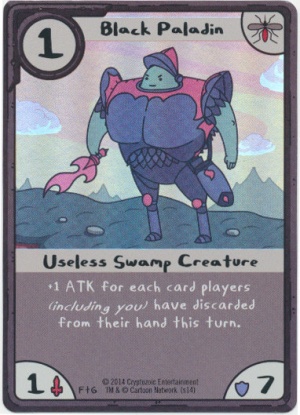 1
Black Paladin
Useless Swamp Creature
+1 ATK for each card players
(including you) have discarded
from their hand this turn.
© 2014 Cryptozoic Entertainment
1 Ft6 TM & © Cartoon Network (s14) 7